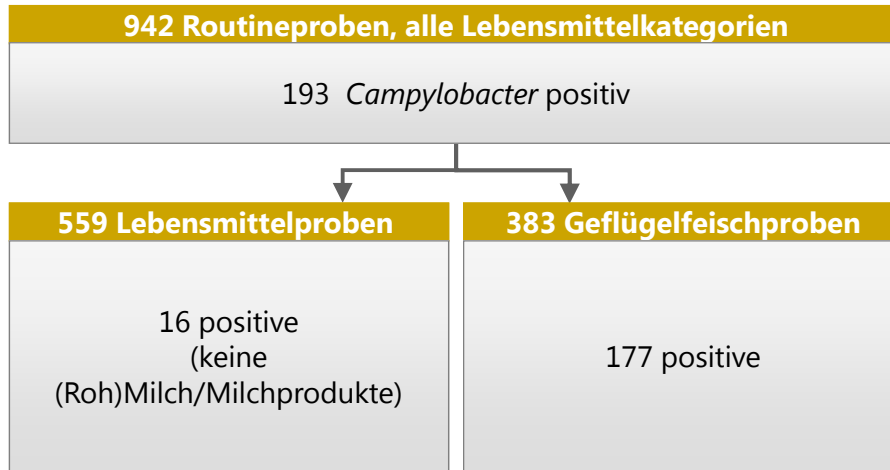 942 Routineproben, alle Lebensmittelkategorien
193 Campylobacter positiv
559 Lebensmittelproben
16 positive
(keine
(Roh)Milch/Milchprodukte)
383 Geflügelfeischproben
177 positive